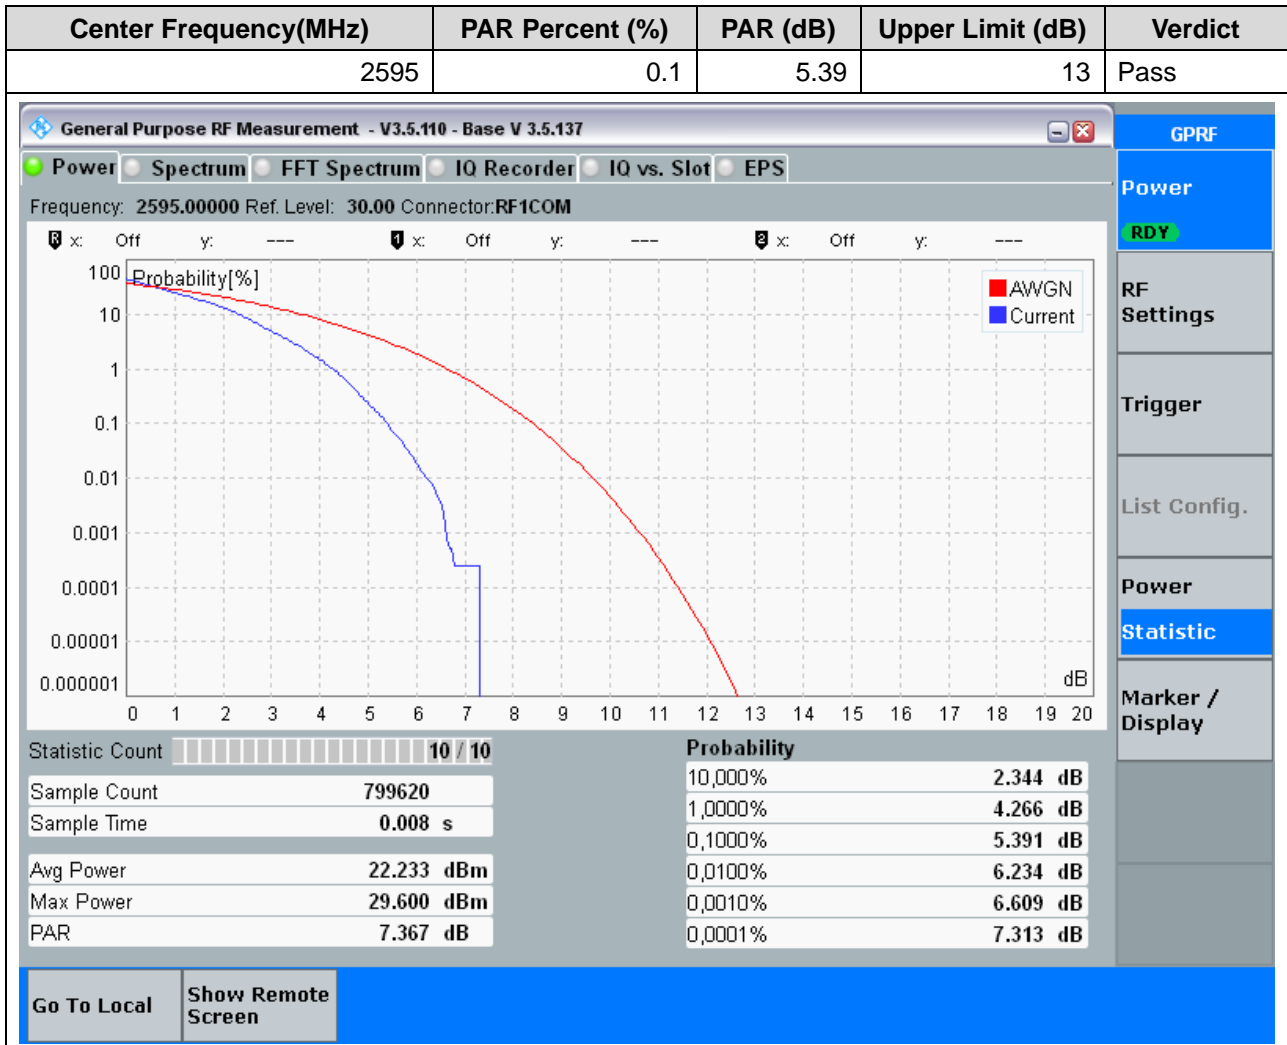 Center Frequency(MHz) PAR Percent (%) PAR (dB) Upper Limit (dB) Verdict
2595 0.1 5.39 13 Pass
General Purpose RF Measurement - V3.5.110 - Base V 3.5.137
GPRF
Power Spectrum FFT Spectrum IQ Recorder IQ vs. Slot EPS
Frequency: 2595.00000 Ref. Level: 30.00 Connector:RF1COM
R x: Off y: --- 1 x: Off y: --- 2 x: Off y: ---
Probability[%]
AWGN
Current
100
10
1
0.1
0.01
0.001
0.0001
0.00001
0.000001
dB
0 1 2 3 4 5 6 7 8 9 10 11 12 13 14 15 16 17 18 19 20
Statistic Count 10 / 10
Sample Count 799620
Sample Time 0.008 s
Avg Power 22.233 dBm
Max Power 29.600 dBm
PAR 7.367 dB
Probability
10,000% 2.344 dB
1,0000% 4.266 dB
0,1000% 5.391 dB
0,0100% 6.234 dB
0,0010% 6.609 dB
0,0001% 7.313 dB
Power
RDY
RF
Settings
Trigger
List Config.
Power
Statistic
Marker /
Display
Go To Local
Show Remote
Screen